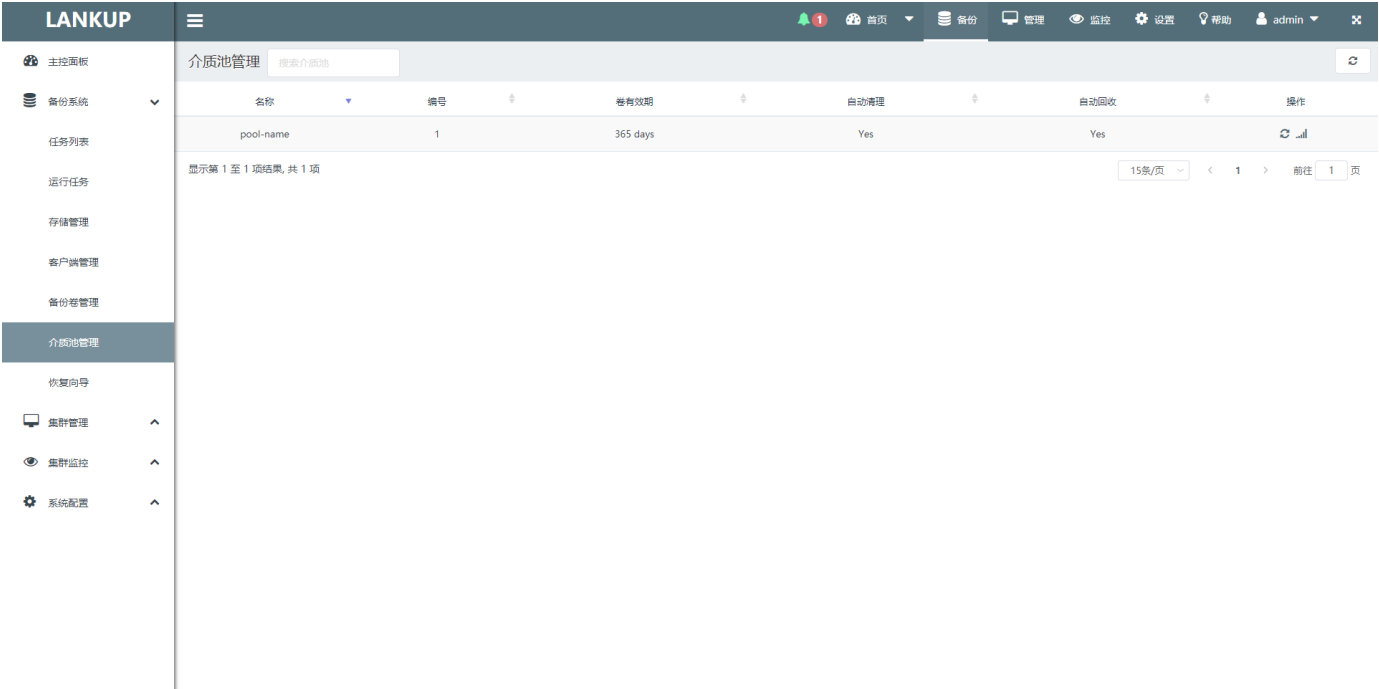 LANKUP
1 首页 备份 管理 监控 设置 帮助 admin
主控面板
备份系统
任务列表
运行任务
存储管理
客户端管理
备份卷管理
介质池管理
恢复向导
集群管理
集群监控
系统配置
介质池管理 搜索介质池
名称 编号 卷有效期 自动清理 自动回收 操作
pool-name 1 365 days Yes Yes
显示第 1 至 1 项结果, 共 1 项
15条/页 1 前往 1 页